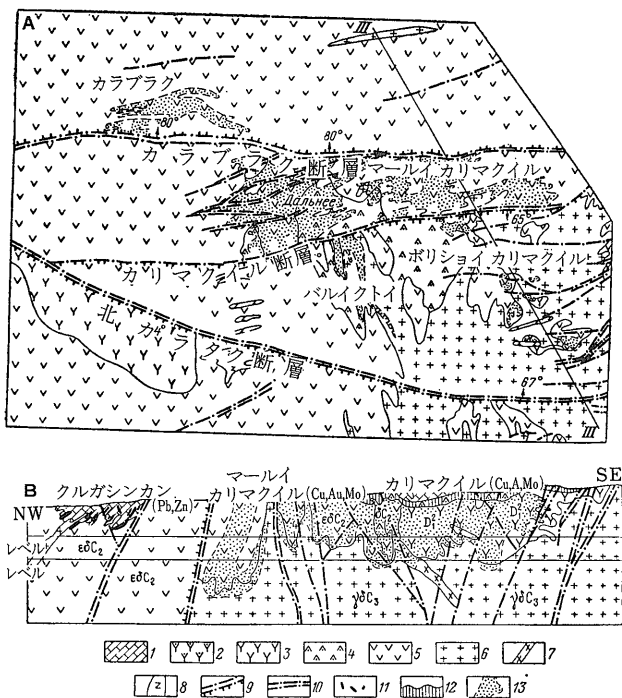 A
III
カラブラク
80
80°
カラブラク断層
マールイ カリマクイル
Дальнее
65
カリマクイル断層
ボリショイ カリマクイル
バルイクトイ
北カラタク断層
67°
III
B
NW
クルガシンカン
(Pb,Zn)
マールイ
カリマクイル(Cu,Au,Mo)
カリマクイル(Cu,A,Mo)
SE
レベル
レベル
εδC₂
εδC₂
εδC₂
γδC₃
γδC₃
1
2
3
4
5
6
7
z
8
9
10
11
12
13